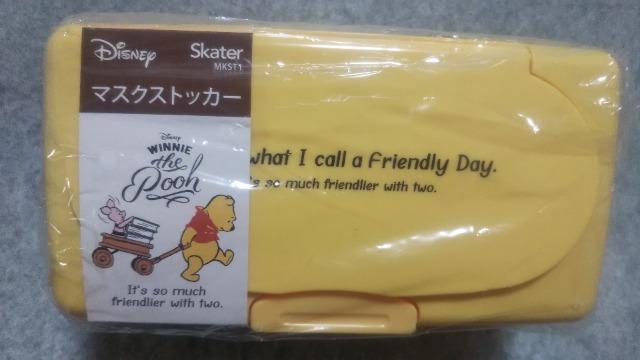 Disney
Skater
MKST1
マスクストッカー
Disney
WINNIE
the
Pooh
It's so much
friendlier with two.
what I call a Friendly Day.
so much friendlier with two.